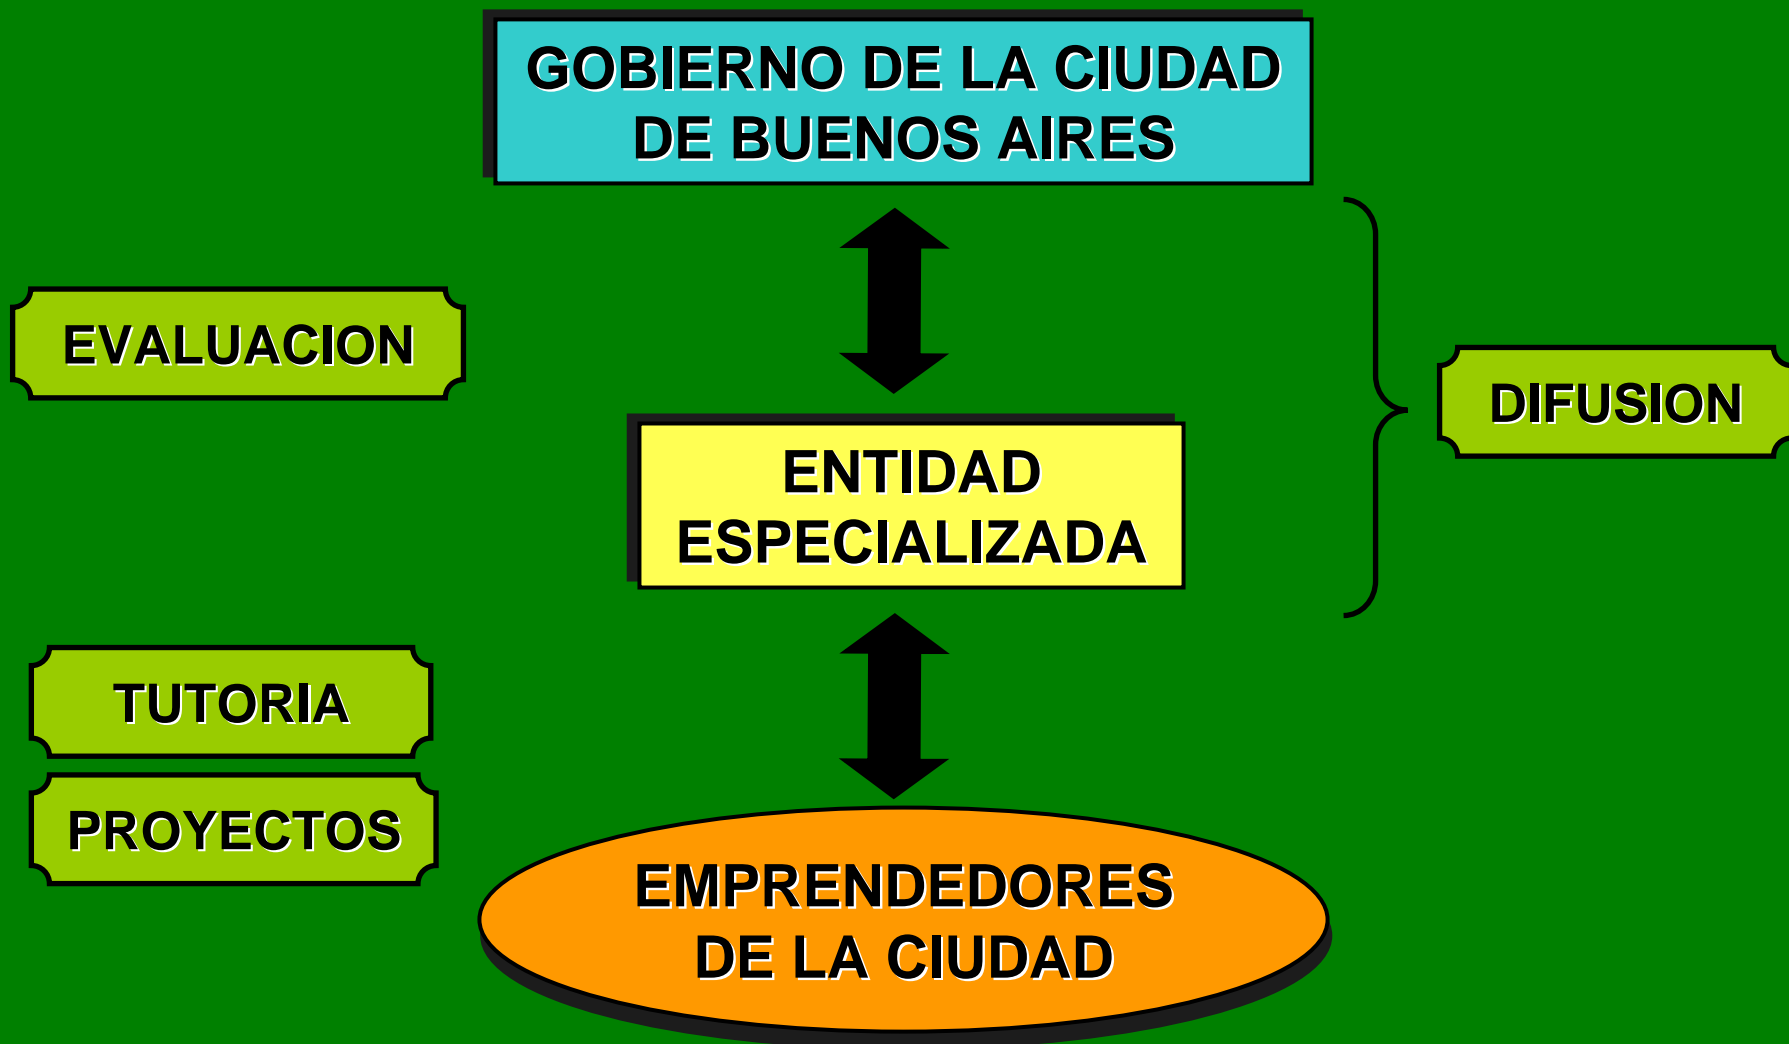 GOBIERNO DE LA CIUDAD
DE BUENOS AIRES
EVALUACION
DIFUSION
ENTIDAD
ESPECIALIZADA
TUTORIA
PROYECTOS
EMPRENDEDORES
DE LA CIUDAD